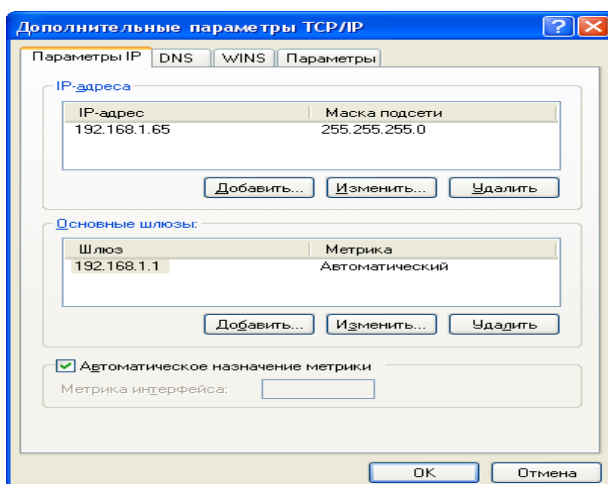 Дополнительные параметры TCP/IP
Параметры IP DNS WINS Параметры
IP-адреса
IP-адрес Маска подсети
192.168.1.65 255.255.255.0
Добавить... Изменить... Удалить
Основные шлюзы:
Шлюз Метрика
192.168.1.1 Автоматический
Добавить... Изменить... Удалить
Автоматическое назначение метрики
Метрика интерфейса:
OK Отмена